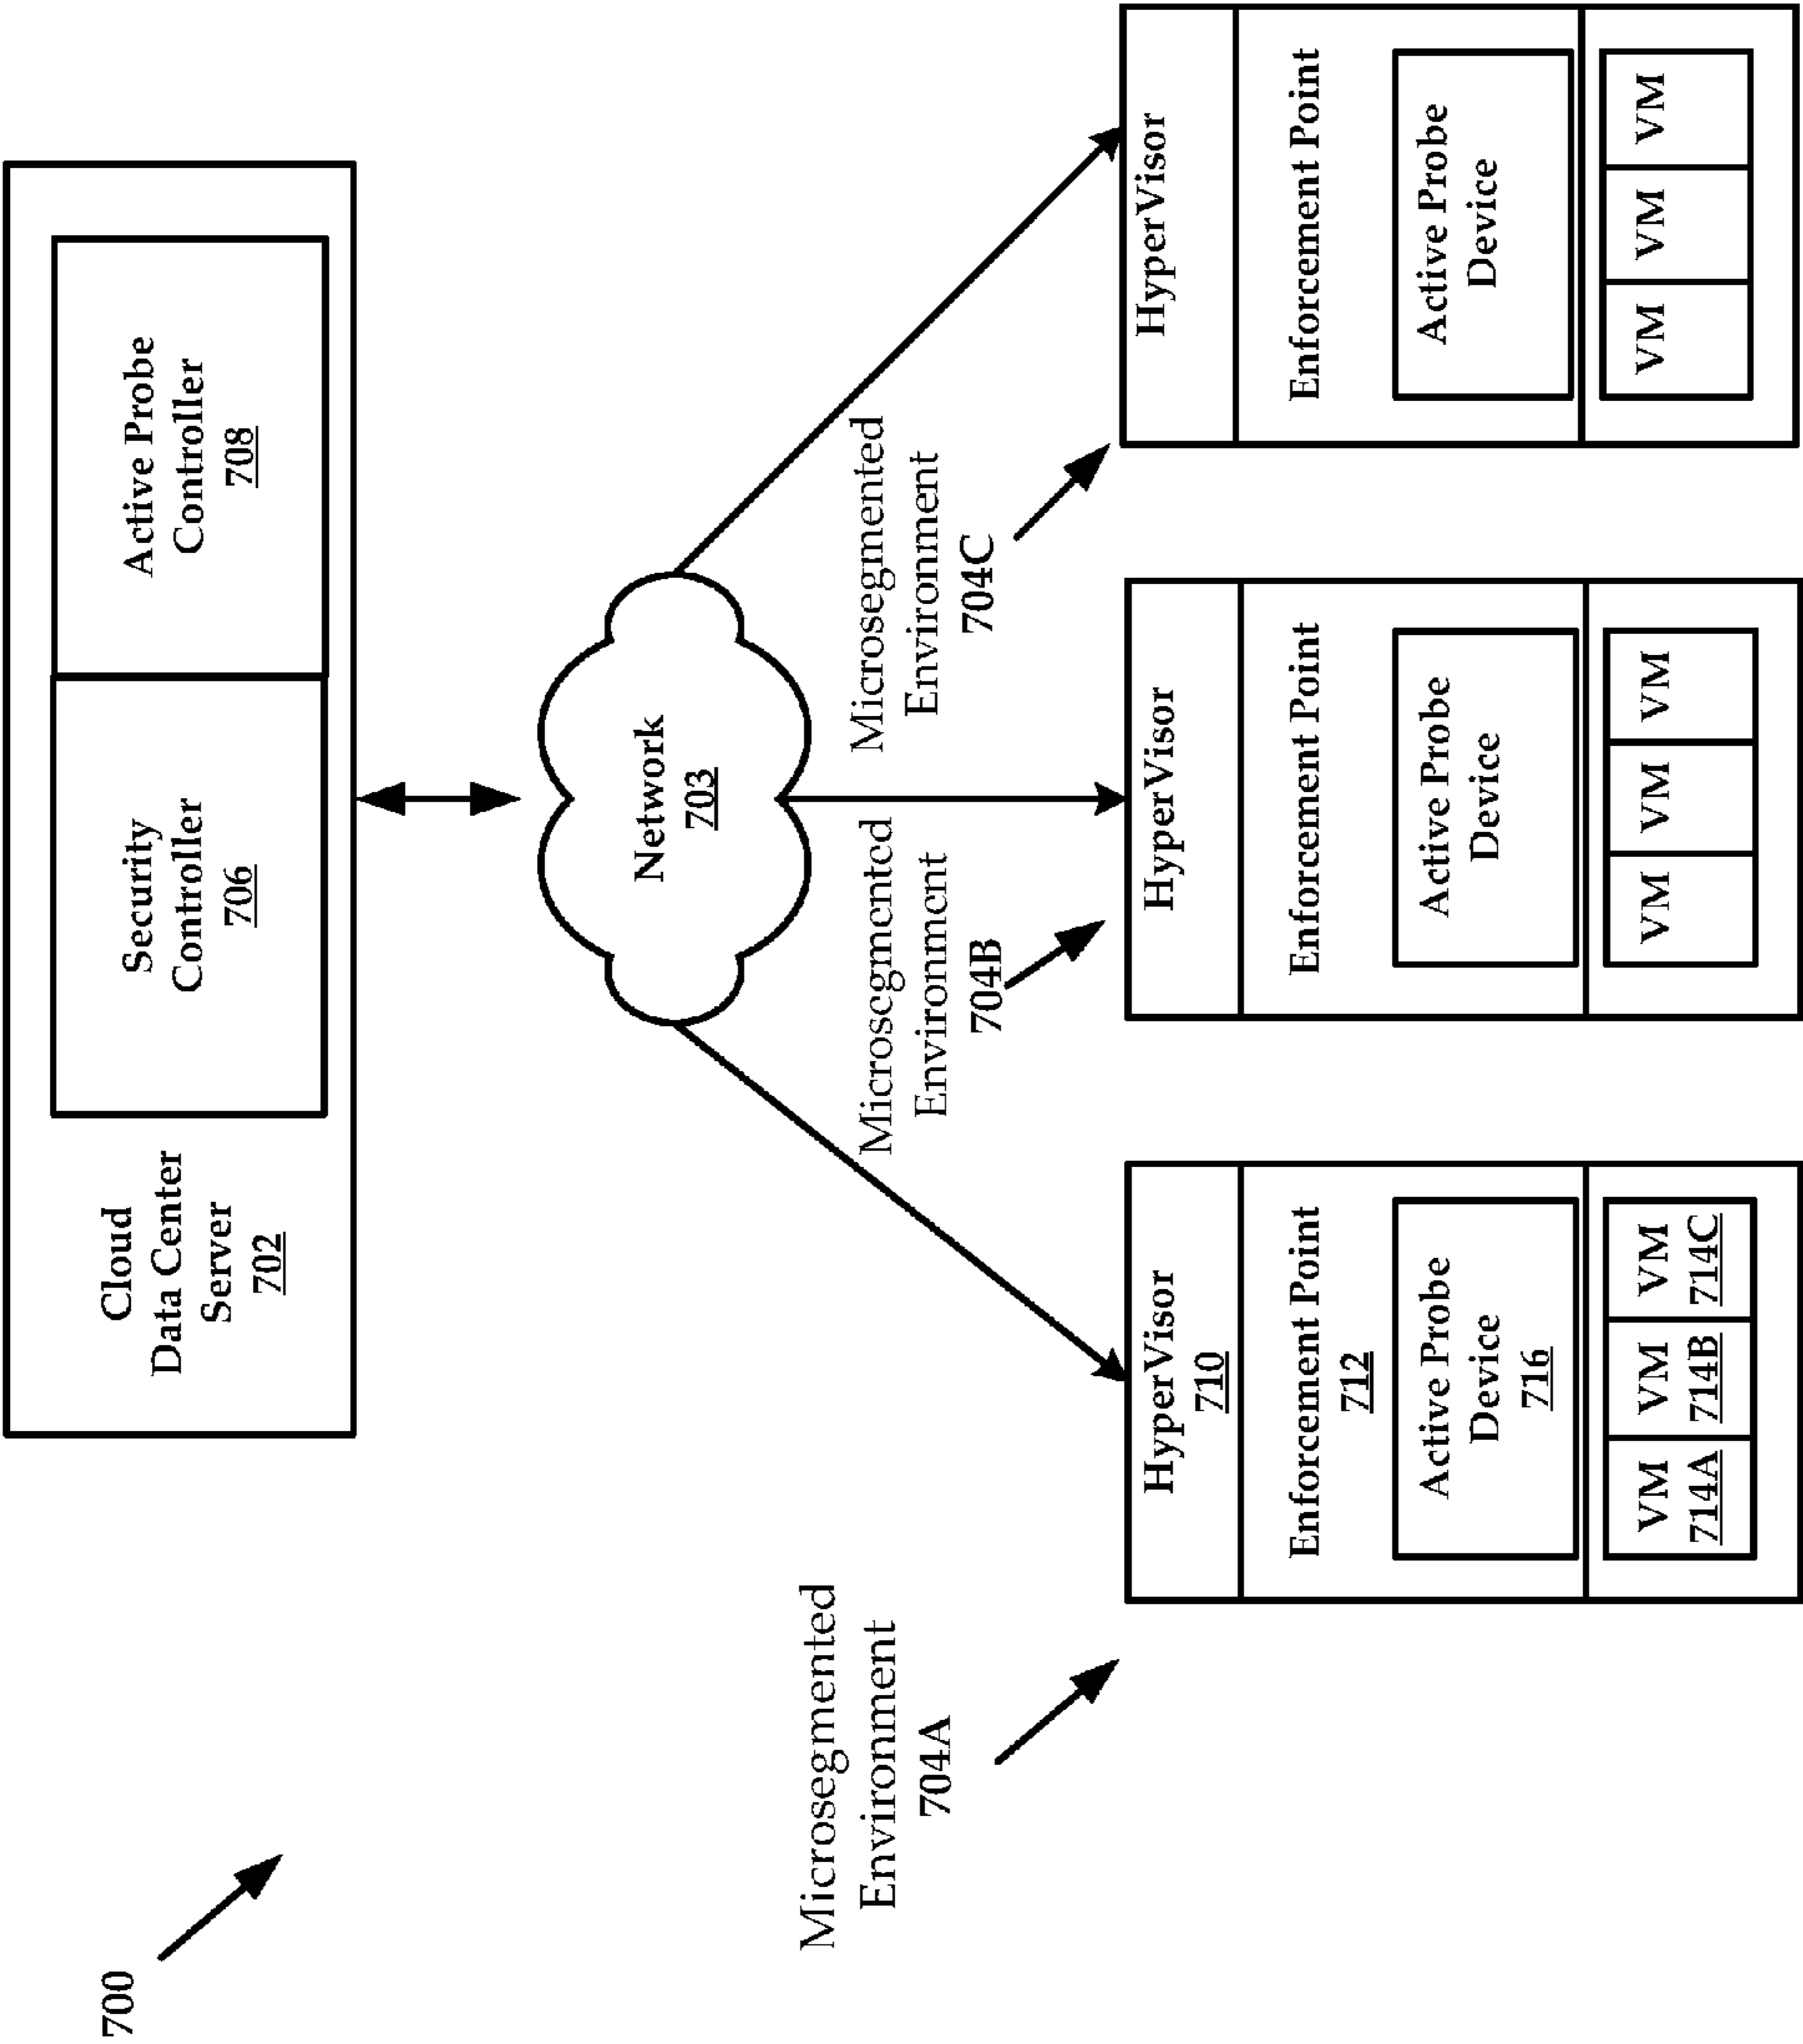 700
Cloud
Data Center
Server
702
Security
Controller
706
Active Probe
Controller
708
Network
703
Microsegmented
Environment
704A
Microsegmented
Environment
704B
Microsegmented
Environment
704C
HyperVisor
710
Enforcement Point
712
Active Probe
Device
716
VM
714A
VM
714B
VM
714C
HyperVisor
Enforcement Point
Active Probe
Device
VM
VM
VM
HyperVisor
Enforcement Point
Active Probe
Device
VM
VM
VM